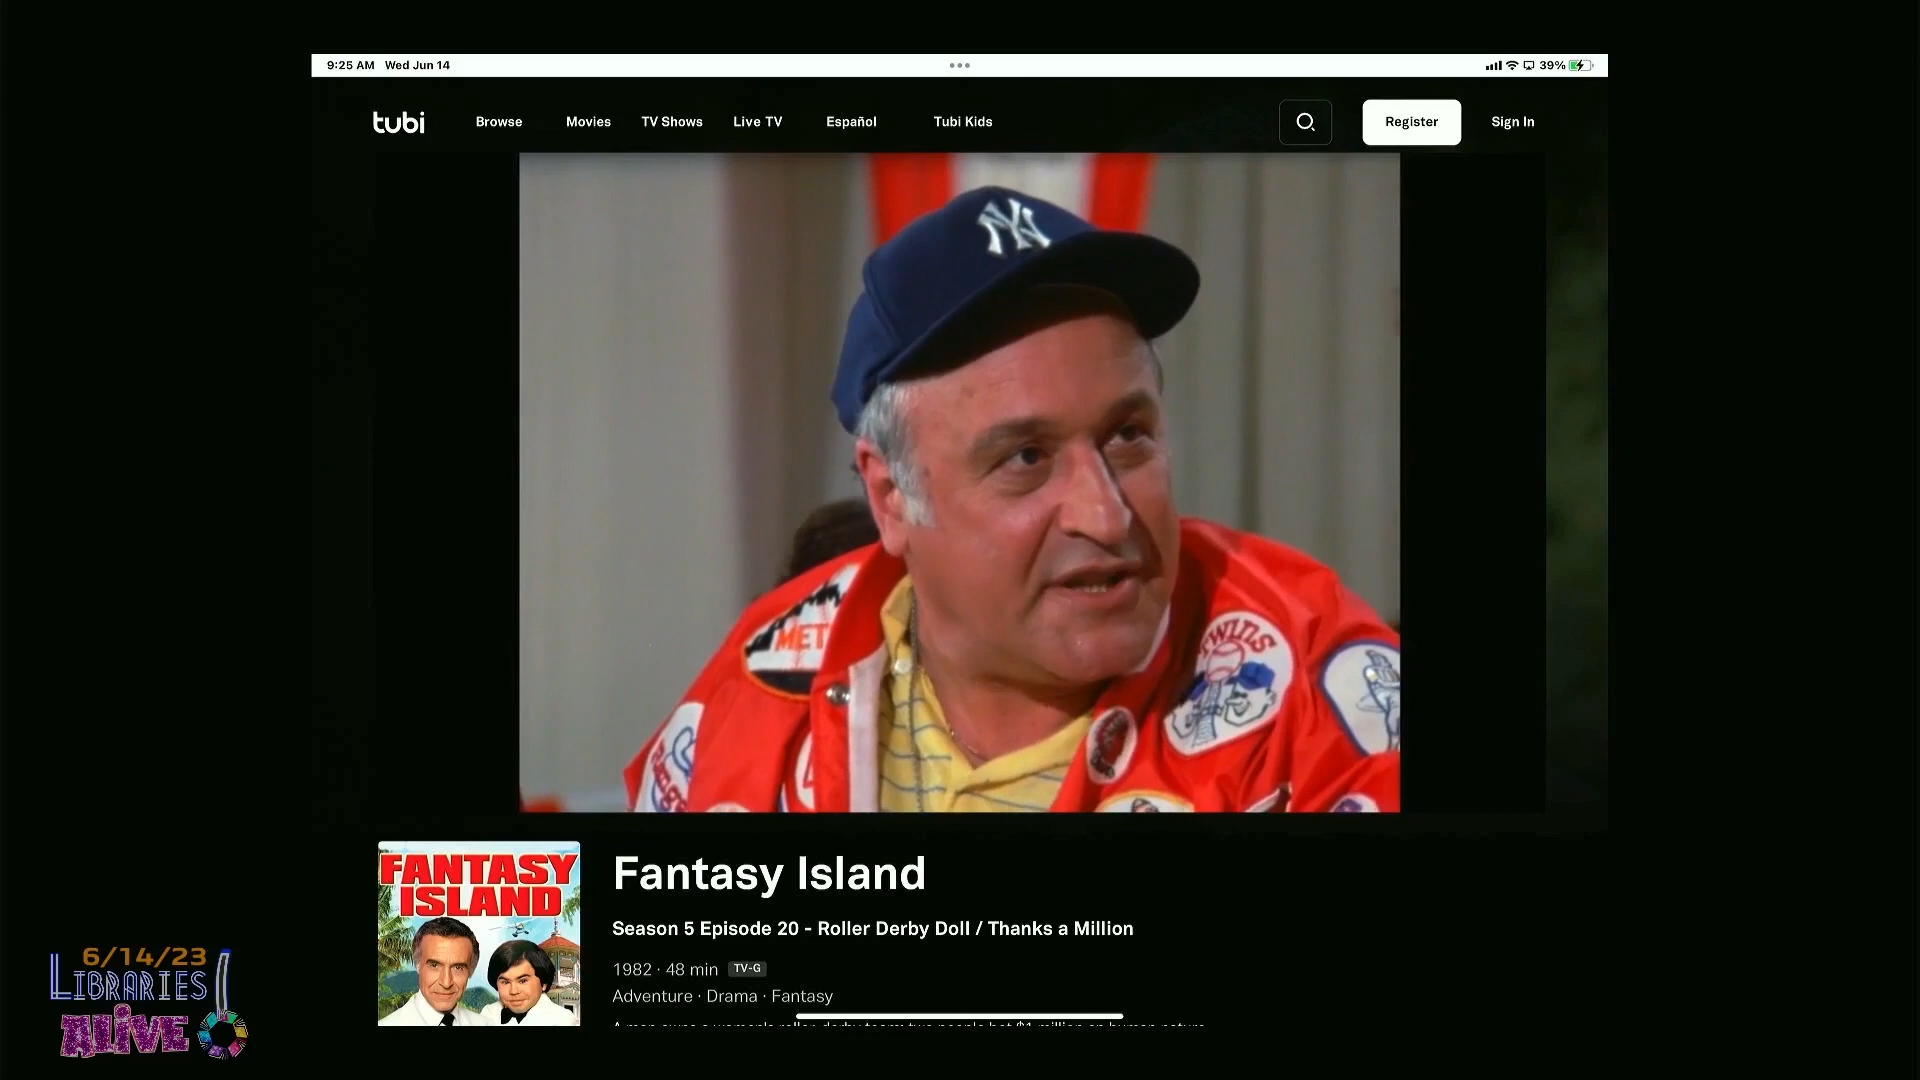 9:25 AM Wed Jun 14
39%
tubi
Browse
Movies
TV Shows
Live TV
Español
Tubi Kids
Register
Sign In
NY
MET
TWINS
FANTASY
ISLAND
Fantasy Island
Season 5 Episode 20 - Roller Derby Doll / Thanks a Million
1982 · 48 min TV-G
Adventure · Drama · Fantasy
6/14/23
LIBRARIES
ALIVE